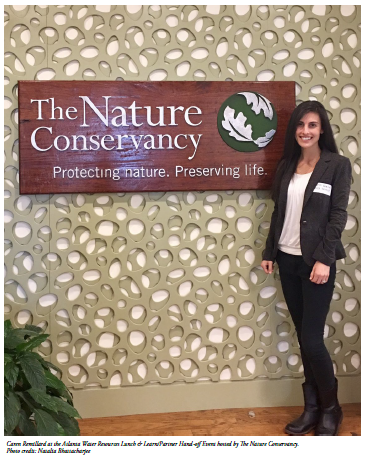 The Nature
Conservancy
Protecting nature. Preserving life.
Caren Remillard at the Atlanta Water Resources Lunch & Learn/Partner Hand-off Event hosted by The Nature Conservancy.
Photo credit: Natalia Bhattacharjee